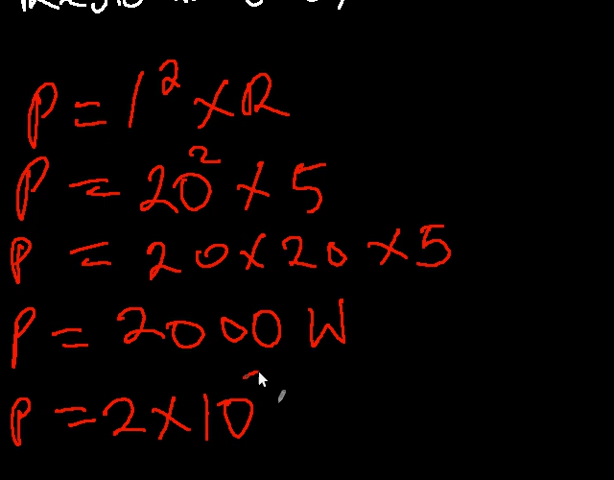 P = I² × R
P = 20² × 5
P = 20 × 20 × 5
P = 2000 W
P = 2 × 10